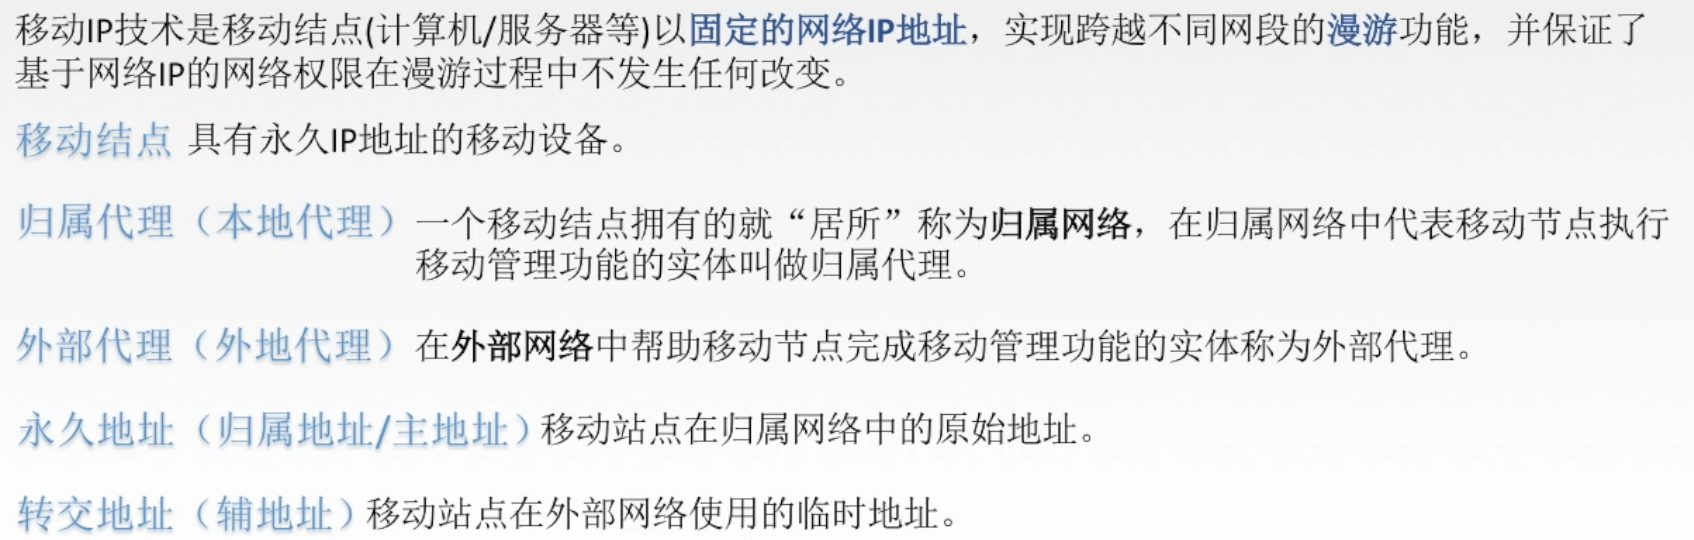 移动IP技术是移动结点(计算机/服务器等)以固定的网络IP地址，实现跨越不同网段的漫游功能，并保证了
基于网络IP的网络权限在漫游过程中不发生任何改变。
移动结点 具有永久IP地址的移动设备。
归属代理（本地代理）一个移动结点拥有的就“居所”称为归属网络，在归属网络中代表移动节点执行
移动管理功能的实体叫做归属代理。
外部代理（外地代理）在外部网络中帮助移动节点完成移动管理功能的实体称为外部代理。
永久地址（归属地址/主地址）移动站点在归属网络中的原始地址。
转交地址（辅地址）移动站点在外部网络使用的临时地址。